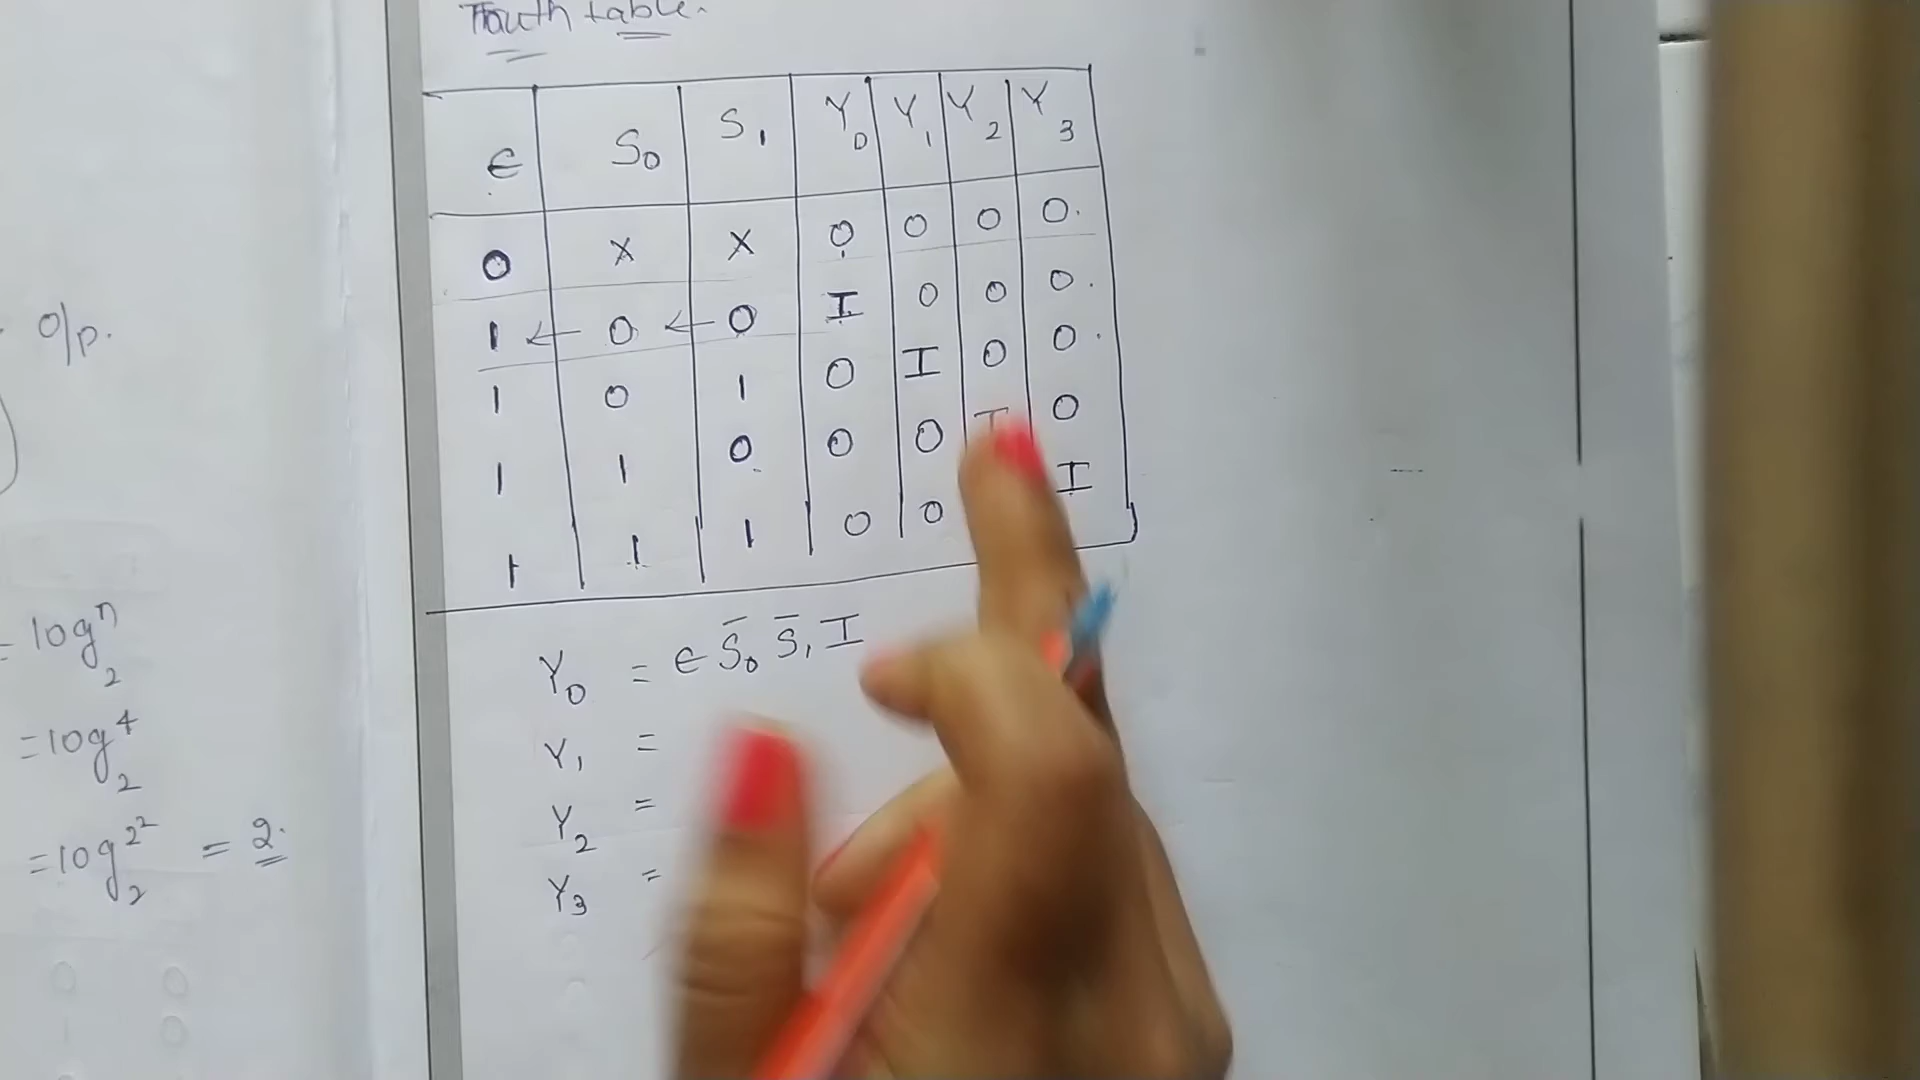 Truth table.
E S0 S1 Y0 Y1 Y2 Y3
0 X X 0 0 0 0.
1 ← 0 ← 0 I 0 0 0.
1 0 1 0 I 0 0.
1 1 0 0 0 I 0
1 1 1 0 0 I
Y0 = E S̄0 S̄1 I
Y1 =
Y2 =
Y3 =
O/p.
= log2^n
= log2^4
= log2^2^2 = 2.